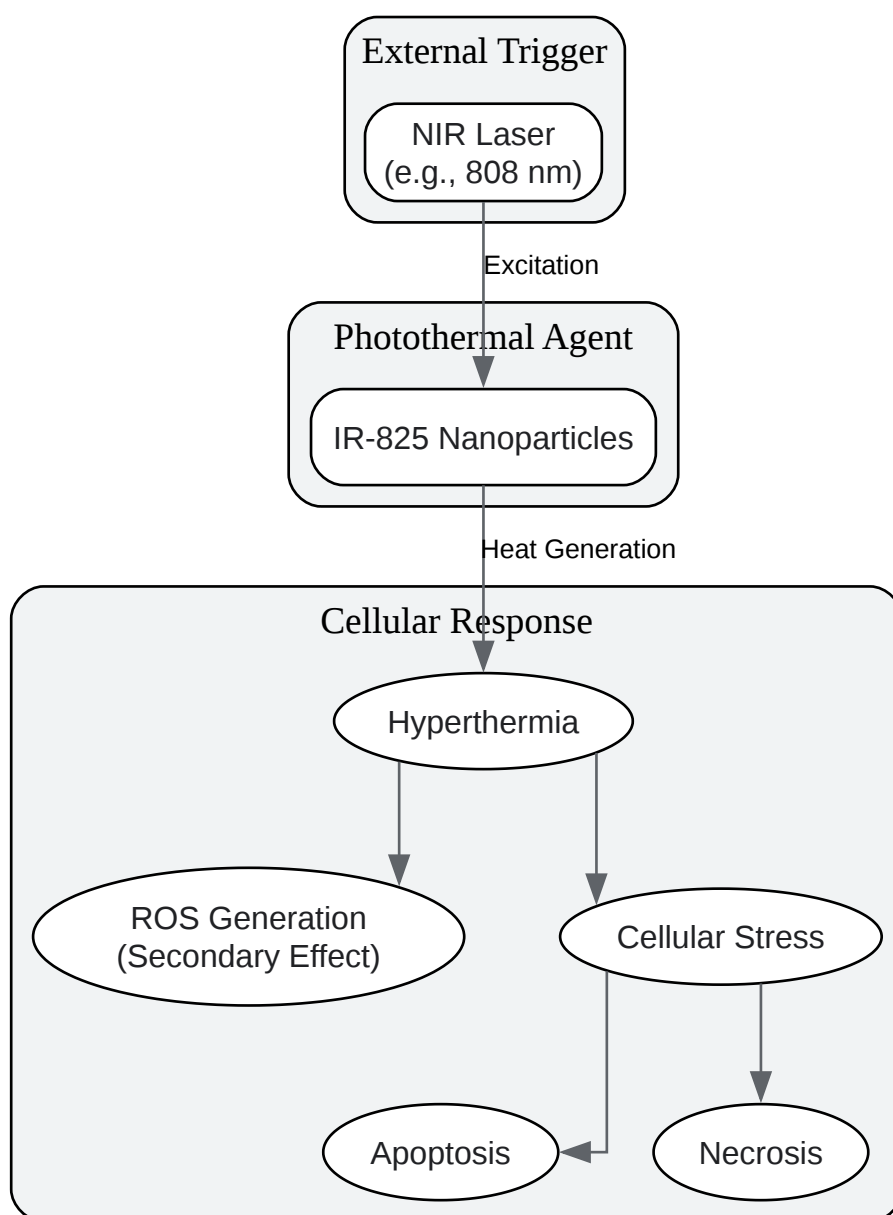 External Trigger
NIR Laser
(e.g., 808 nm)
Excitation
Photothermal Agent
IR-825 Nanoparticles
Heat Generation
Cellular Response
Hyperthermia
ROS Generation
(Secondary Effect)
Cellular Stress
Apoptosis
Necrosis